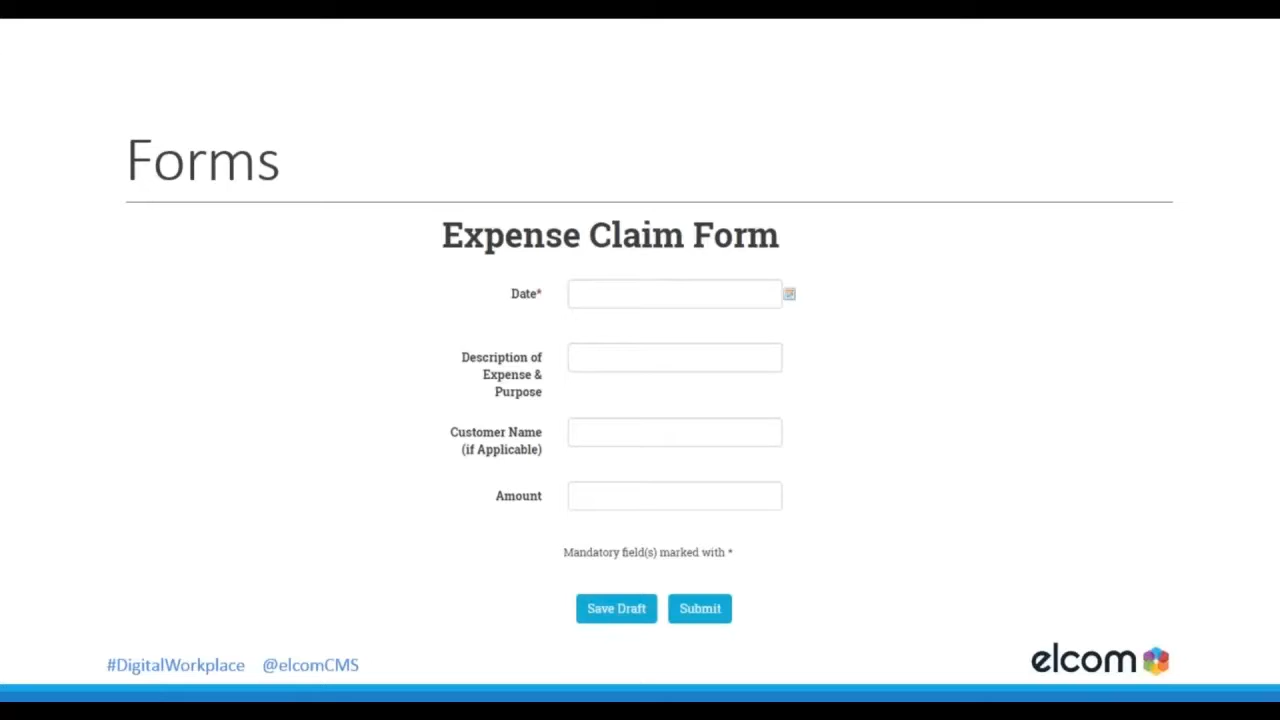 Forms
Expense Claim Form
Date*
Description of
Expense &
Purpose
Customer Name
(if Applicable)
Amount
Mandatory field(s) marked with *
Save Draft Submit
#DigitalWorkplace @elcomCMS
elcom